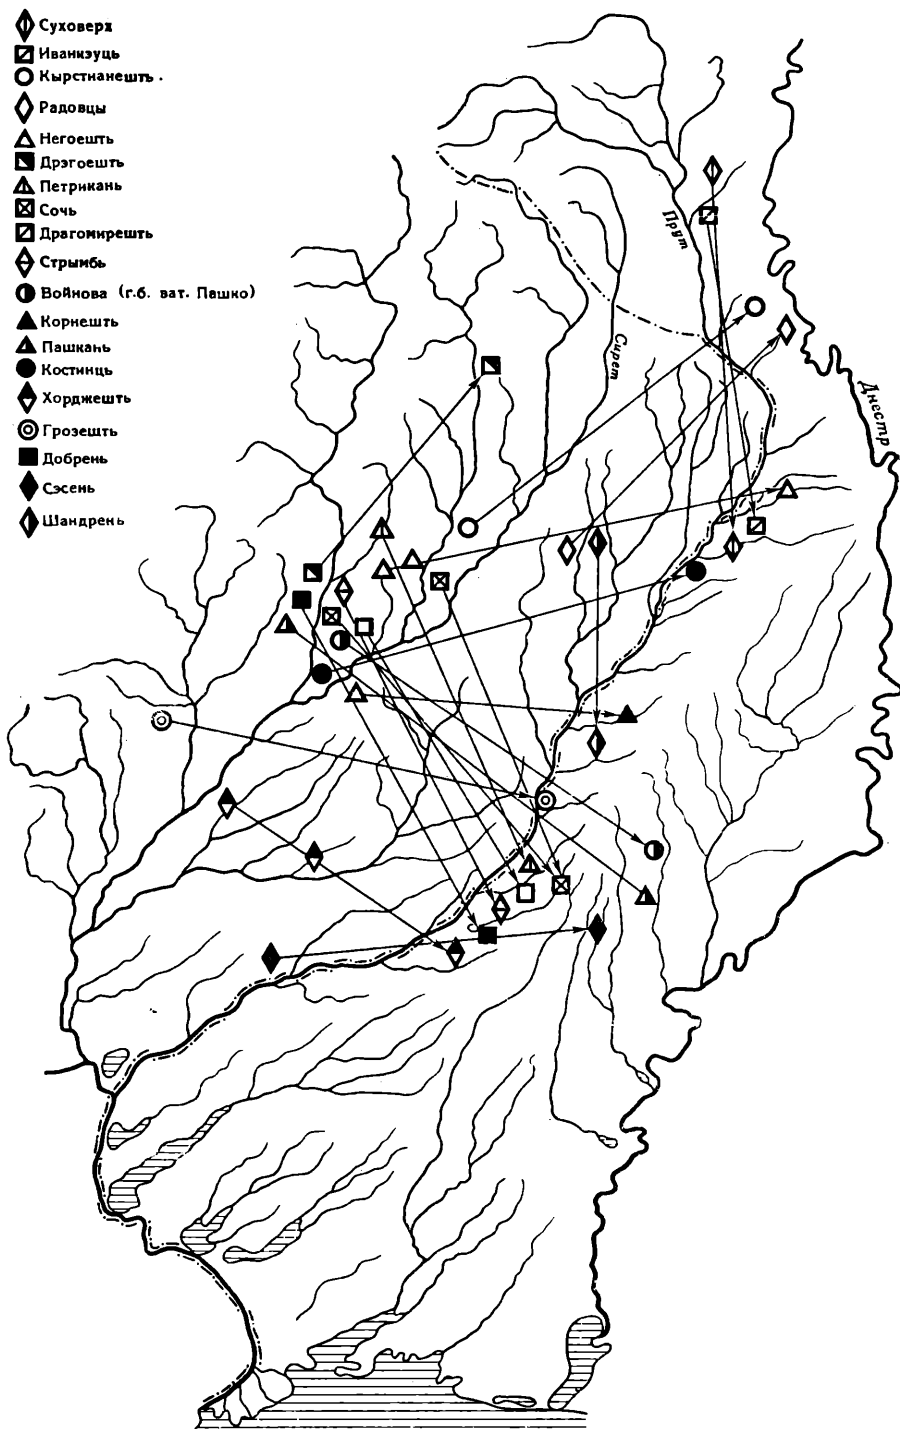 Суховерх
Иванкэуць
Кырстианешть .
Радовцы
Негоешть
Дрэгоешть
Петрикань
Сочь
Драгомирешть
Стрымбь
Войнова (г.б. ват. Пашко)
Корнешть
Пашкань
Костинць
Хорджешть
Грозешть
Добрень
Сэсень
Шандрень
Прут
Сирет
Днестр